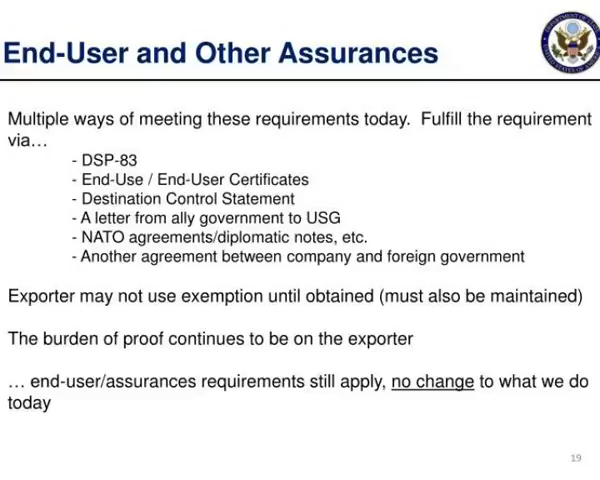 End-User and Other Assurances
Multiple ways of meeting these requirements today.  Fulfill the requirement
via…
- DSP-83
- End-Use / End-User Certificates
- Destination Control Statement
- A letter from ally government to USG
- NATO agreements/diplomatic notes, etc.
- Another agreement between company and foreign government
Exporter may not use exemption until obtained (must also be maintained)
The burden of proof continues to be on the exporter
… end-user/assurances requirements still apply, no change to what we do
today
19